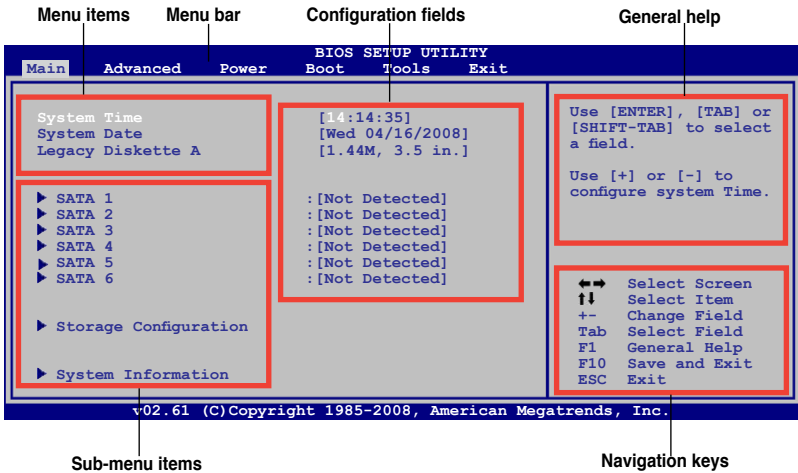 Menu items Menu bar Configuration fields General help
BIOS SETUP UTILITY
Main Advanced Power Boot Tools Exit
System Time [14:14:35]
System Date [Wed 04/16/2008]
Legacy Diskette A [1.44M, 3.5 in.]
SATA 1 :[Not Detected]
SATA 2 :[Not Detected]
SATA 3 :[Not Detected]
SATA 4 :[Not Detected]
SATA 5 :[Not Detected]
SATA 6 :[Not Detected]
Storage Configuration
System Information
Use [ENTER], [TAB] or
[SHIFT-TAB] to select
a field.
Use [+] or [-] to
configure system Time.
←→ Select Screen
↑↓ Select Item
+- Change Field
Tab Select Field
F1 General Help
F10 Save and Exit
ESC Exit
v02.61 (C)Copyright 1985-2008, American Megatrends, Inc.
Sub-menu items Navigation keys